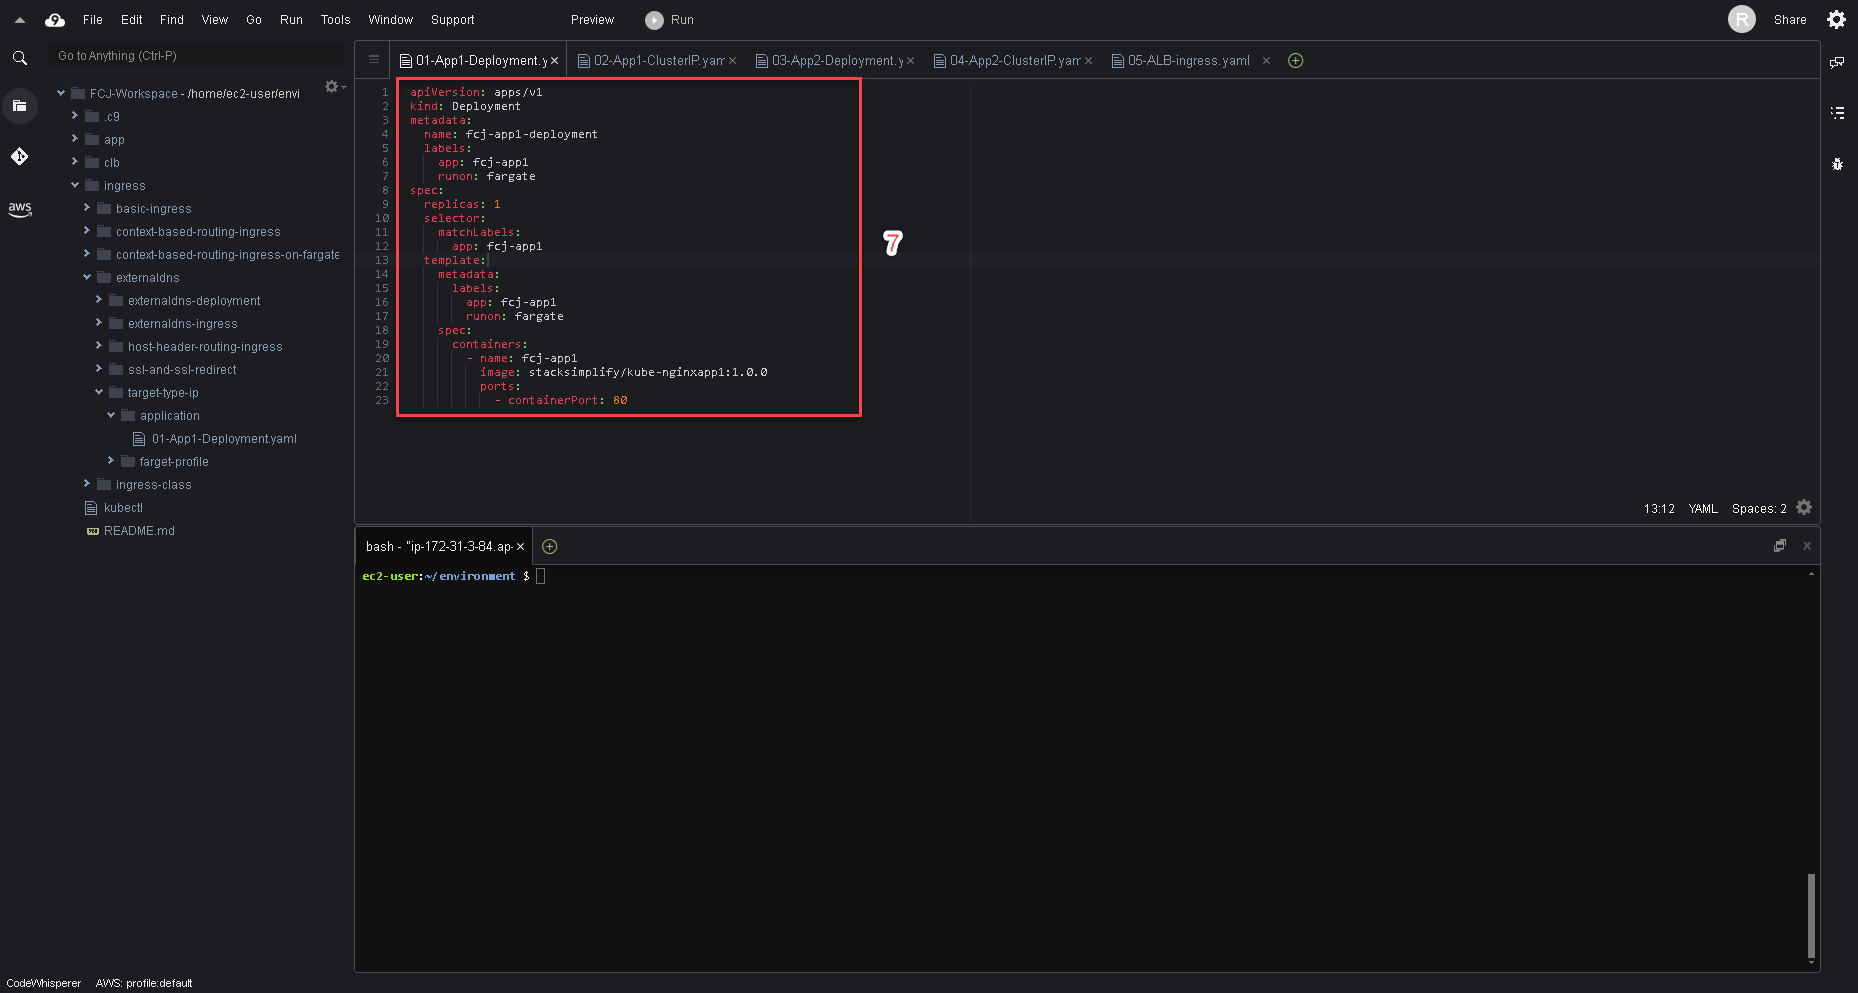 File Edit Find View Go Run Tools Window Support Preview Run R Share
Go to Anything (Ctrl-P)
FCJ-Workspace - /home/ec2-user/envi
.c9
app
clb
ingress
basic-ingress
context-based-routing-ingress
context-based-routing-ingress-on-fargate
externaldns
externaldns-deployment
externaldns-ingress
host-header-routing-ingress
ssl-and-ssl-redirect
target-type-ip
application
01-App1-Deployment.yaml
farget-profile
ingress-class
kubectl
README.md
aws
01-App1-Deployment.y
02-App1-ClusterIP.yam
03-App2-Deployment.y
04-App2-ClusterIP.yam
05-ALB-ingress.yaml
1 apiVersion: apps/v1
2 kind: Deployment
3 metadata:
4 name: fcj-app1-deployment
5 labels:
6 app: fcj-app1
7 runon: fargate
8 spec:
9 replicas: 1
10 selector:
11 matchLabels:
12 app: fcj-app1
13 template:
14 metadata:
15 labels:
16 app: fcj-app1
17 runon: fargate
18 spec:
19 containers:
20 - name: fcj-app1
21 image: stacksimplify/kube-nginxapp1:1.0.0
22 ports:
23 - containerPort: 80
7
13:12 YAML Spaces: 2
bash - "ip-172-31-3-84.ap-
ec2-user:~/environment $
CodeWhisperer AWS: profile:default